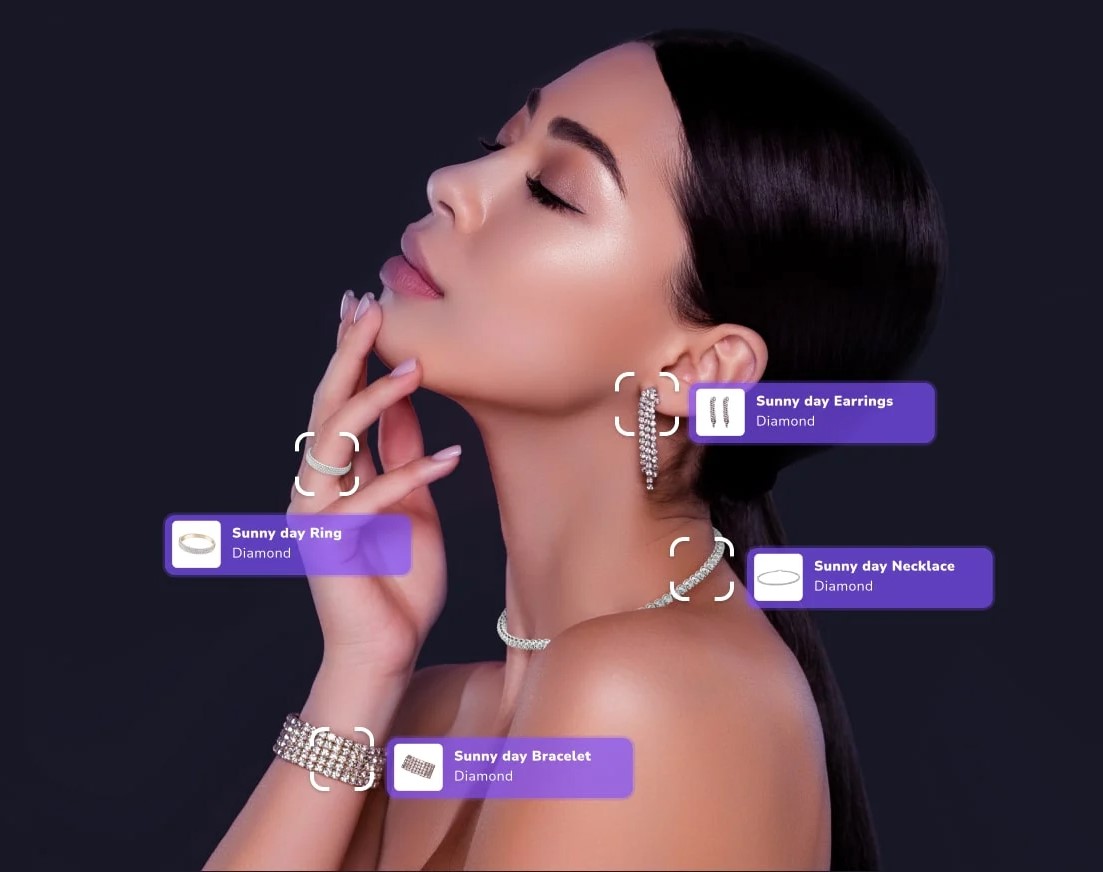 Sunny day Earrings
Diamond
Sunny day Ring
Diamond
Sunny day Necklace
Diamond
Sunny day Bracelet
Diamond